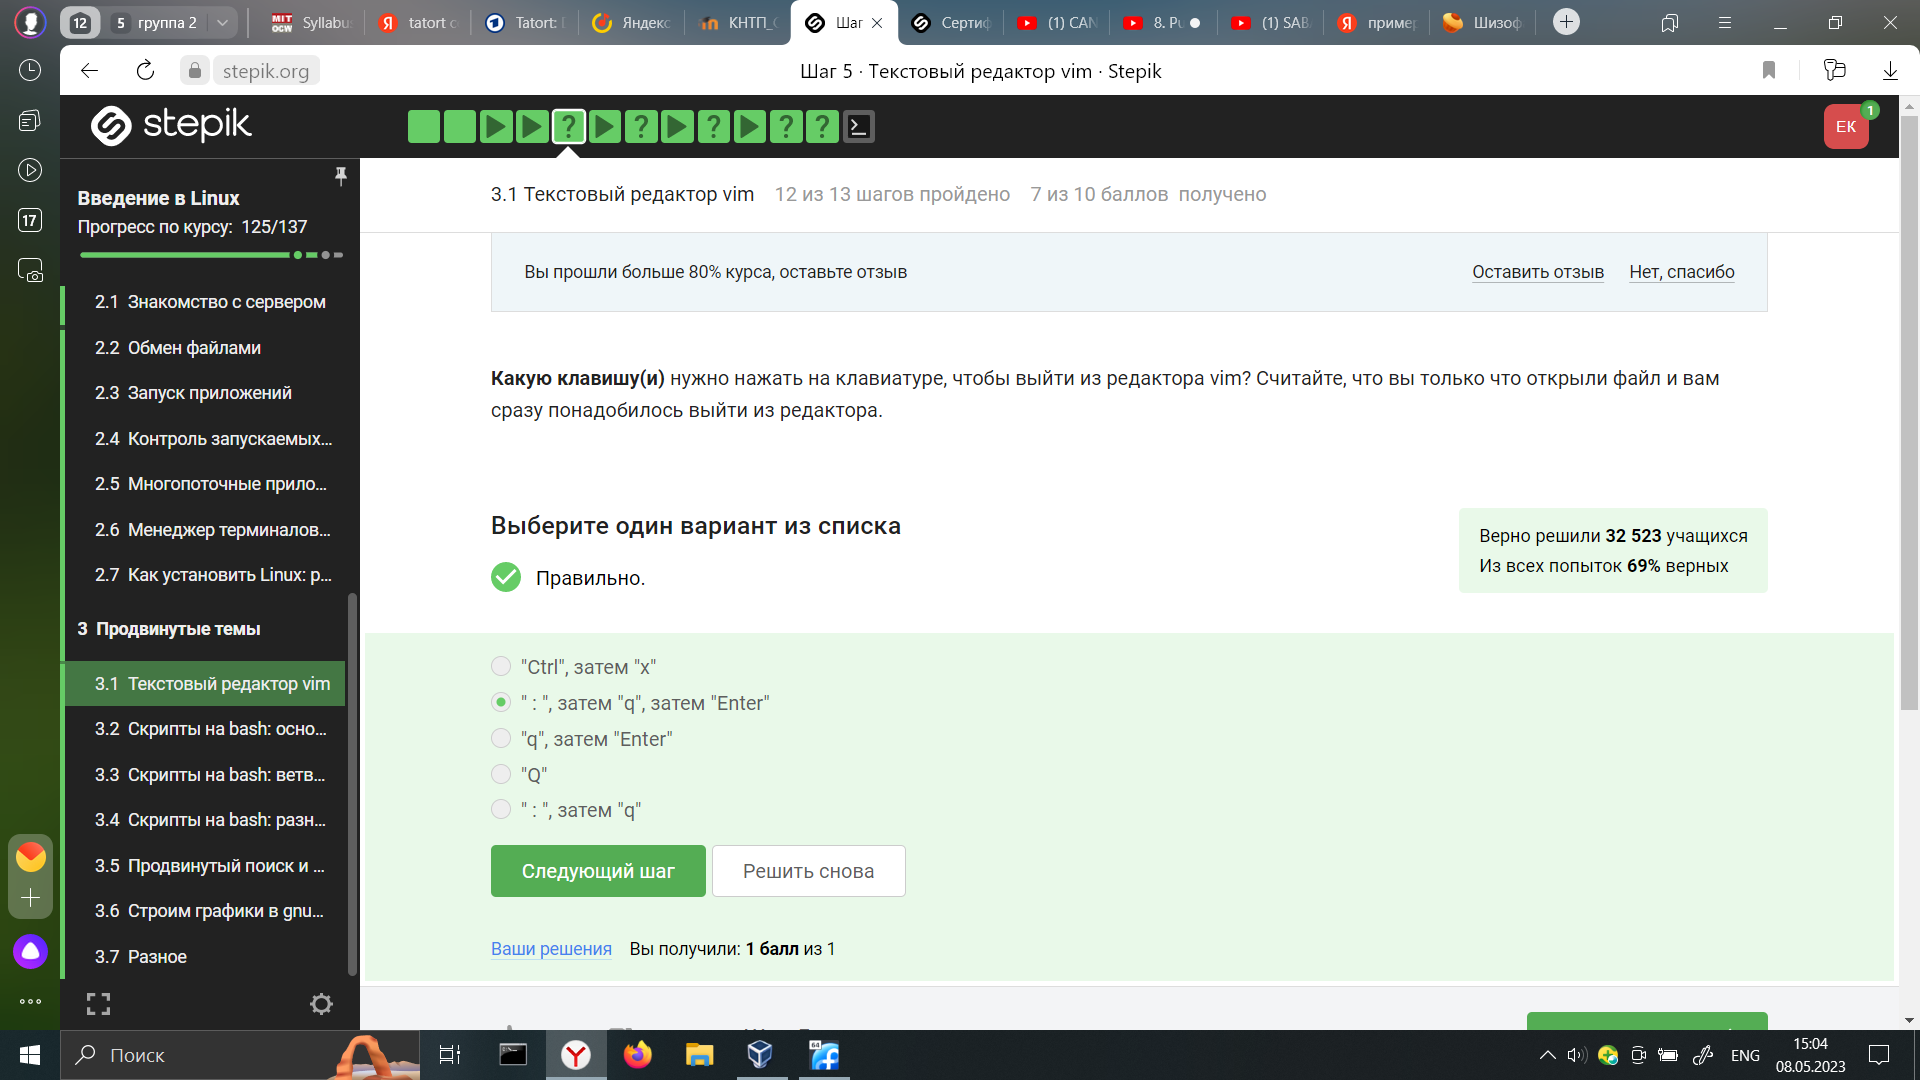 12
5 группа 2
MIT OCW Syllabu
tatort o
Tatort:
Яндекс
КНТП_
Шаг
Сертиф
(1) CAN
8. Pu
(1) SAB
пример
Шизоф
stepik.org
Шаг 5 · Текстовый редактор vim · Stepik
17
stepik
ЕК
1
Введение в Linux
Прогресс по курсу: 125/137
2.1 Знакомство с сервером
2.2 Обмен файлами
2.3 Запуск приложений
2.4 Контроль запускаемых...
2.5 Многопоточные прило...
2.6 Менеджер терминалов...
2.7 Как установить Linux: р...
3 Продвинутые темы
3.1 Текстовый редактор vim
3.2 Скрипты на bash: осно...
3.3 Скрипты на bash: ветв...
3.4 Скрипты на bash: разн...
3.5 Продвинутый поиск и ...
3.6 Строим графики в gnu...
3.7 Разное
3.1 Текстовый редактор vim 12 из 13 шагов пройдено 7 из 10 баллов получено
Вы прошли больше 80% курса, оставьте отзыв
Оставить отзыв Нет, спасибо
Какую клавишу(и) нужно нажать на клавиатуре, чтобы выйти из редактора vim? Считайте, что вы только что открыли файл и вам
сразу понадобилось выйти из редактора.
Выберите один вариант из списка
Правильно.
Верно решили 32 523 учащихся
Из всех попыток 69% верных
"Ctrl", затем "x"
" : ", затем "q", затем "Enter"
"q", затем "Enter"
"Q"
" : ", затем "q"
Следующий шаг
Решить снова
Ваши решения Вы получили: 1 балл из 1
Поиск
64
ENG
15:04
08.05.2023